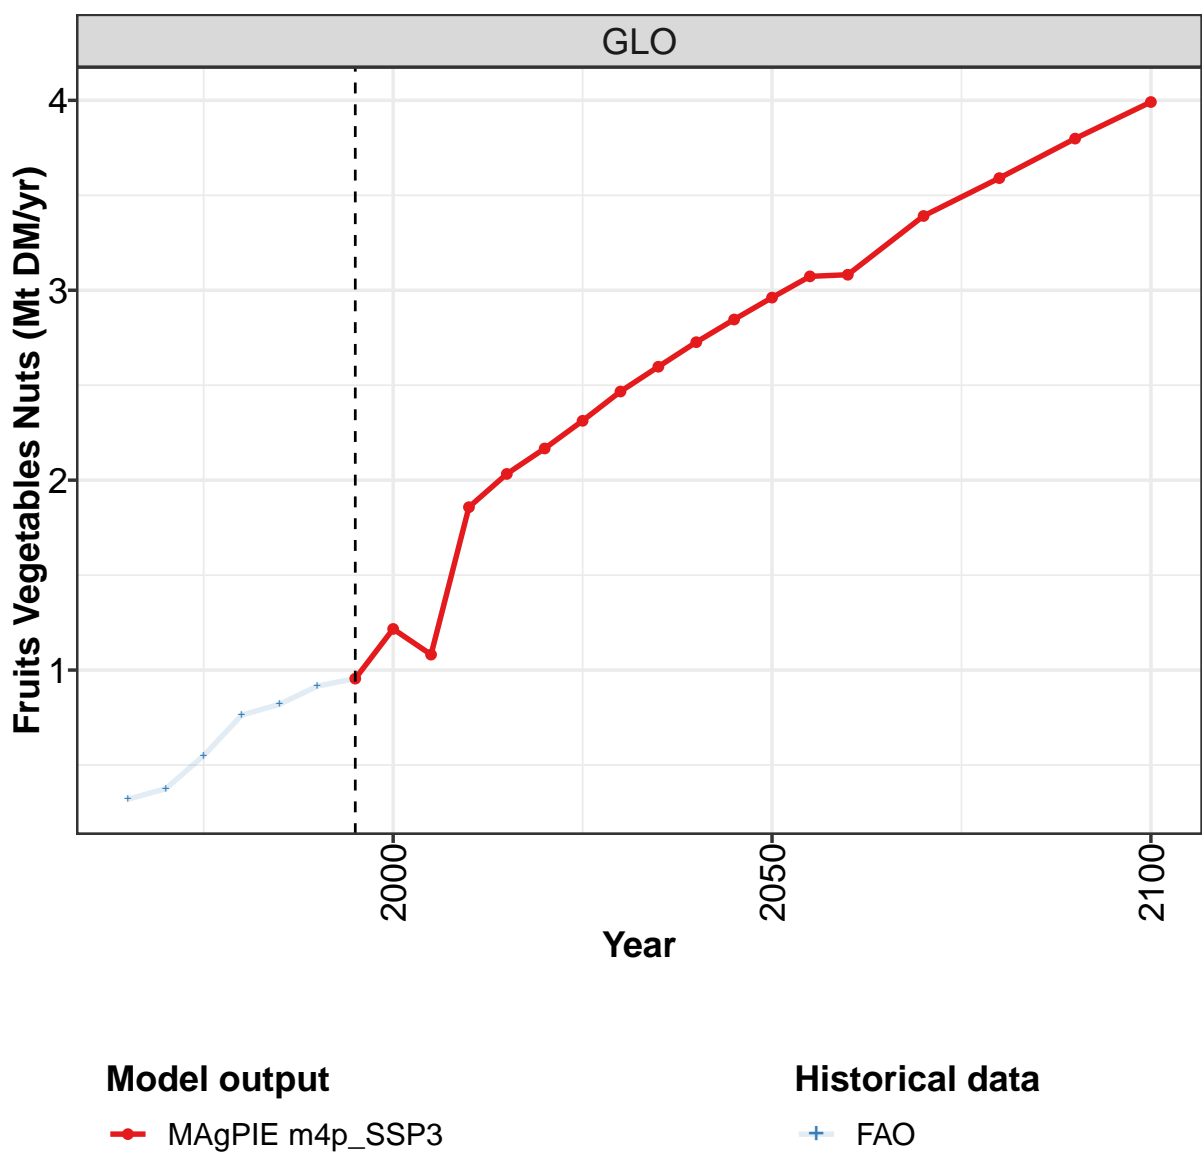 GLO
Fruits Vegetables Nuts (Mt DM/yr)
4
3
2
1
2000
2050
2100
Year
Model output
MAgPIE m4p_SSP3
Historical data
FAO